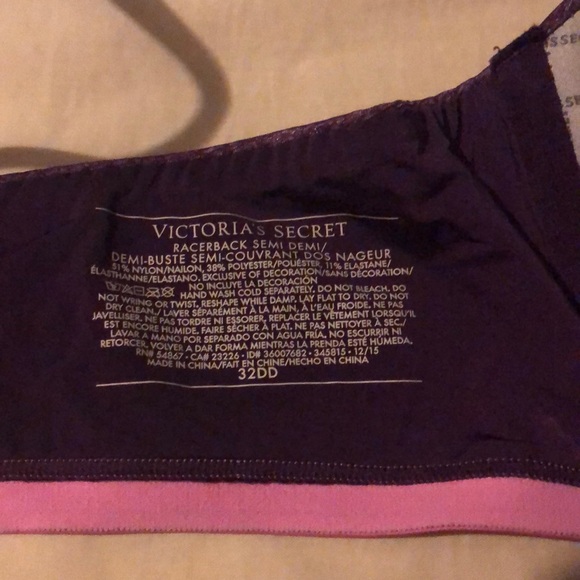 VICTORIA'S SECRET
RACERBACK SEMI DEMI/
DEMI-BUSTE SEMI-COUVRANT DOS NAGEUR
51% NYLON/NAILON, 38% POLYESTER/POLIÉSTER, 11% ELASTANE/
ÉLASTHANNE/ELASTANO, EXCLUSIVE OF DECORATION/SANS DÉCORATION/
NO INCLUYE LA DECORACIÓN
HAND WASH COLD SEPARATELY. DO NOT BLEACH. DO
NOT WRING OR TWIST. RESHAPE WHILE DAMP. LAY FLAT TO DRY. DO NOT
DRY CLEAN./ LAVER SÉPARÉMENT À LA MAIN, À L'EAU FROIDE. NE PAS
JAVELLISER. NE PAS TORDRE NI ESSORER. REPLACER LE VÊTEMENT LORSQU'IL
EST ENCORE HUMIDE. FAIRE SÉCHER À PLAT. NE PAS NETTOYER À SEC./
LAVAR A MANO POR SEPARADO CON AGUA FRÍA. NO ESCURRIR NI
RETORCER. VOLVES A DAR FORMA MIENTRAS LA PRENDA ESTÉ HÚMEDA.
RN# 54867 • CA# 23226 • ID# 36007682 • 345815 • 12/15
MADE IN CHINA/FAIT EN CHINE/HECHO EN CHINA
32DD